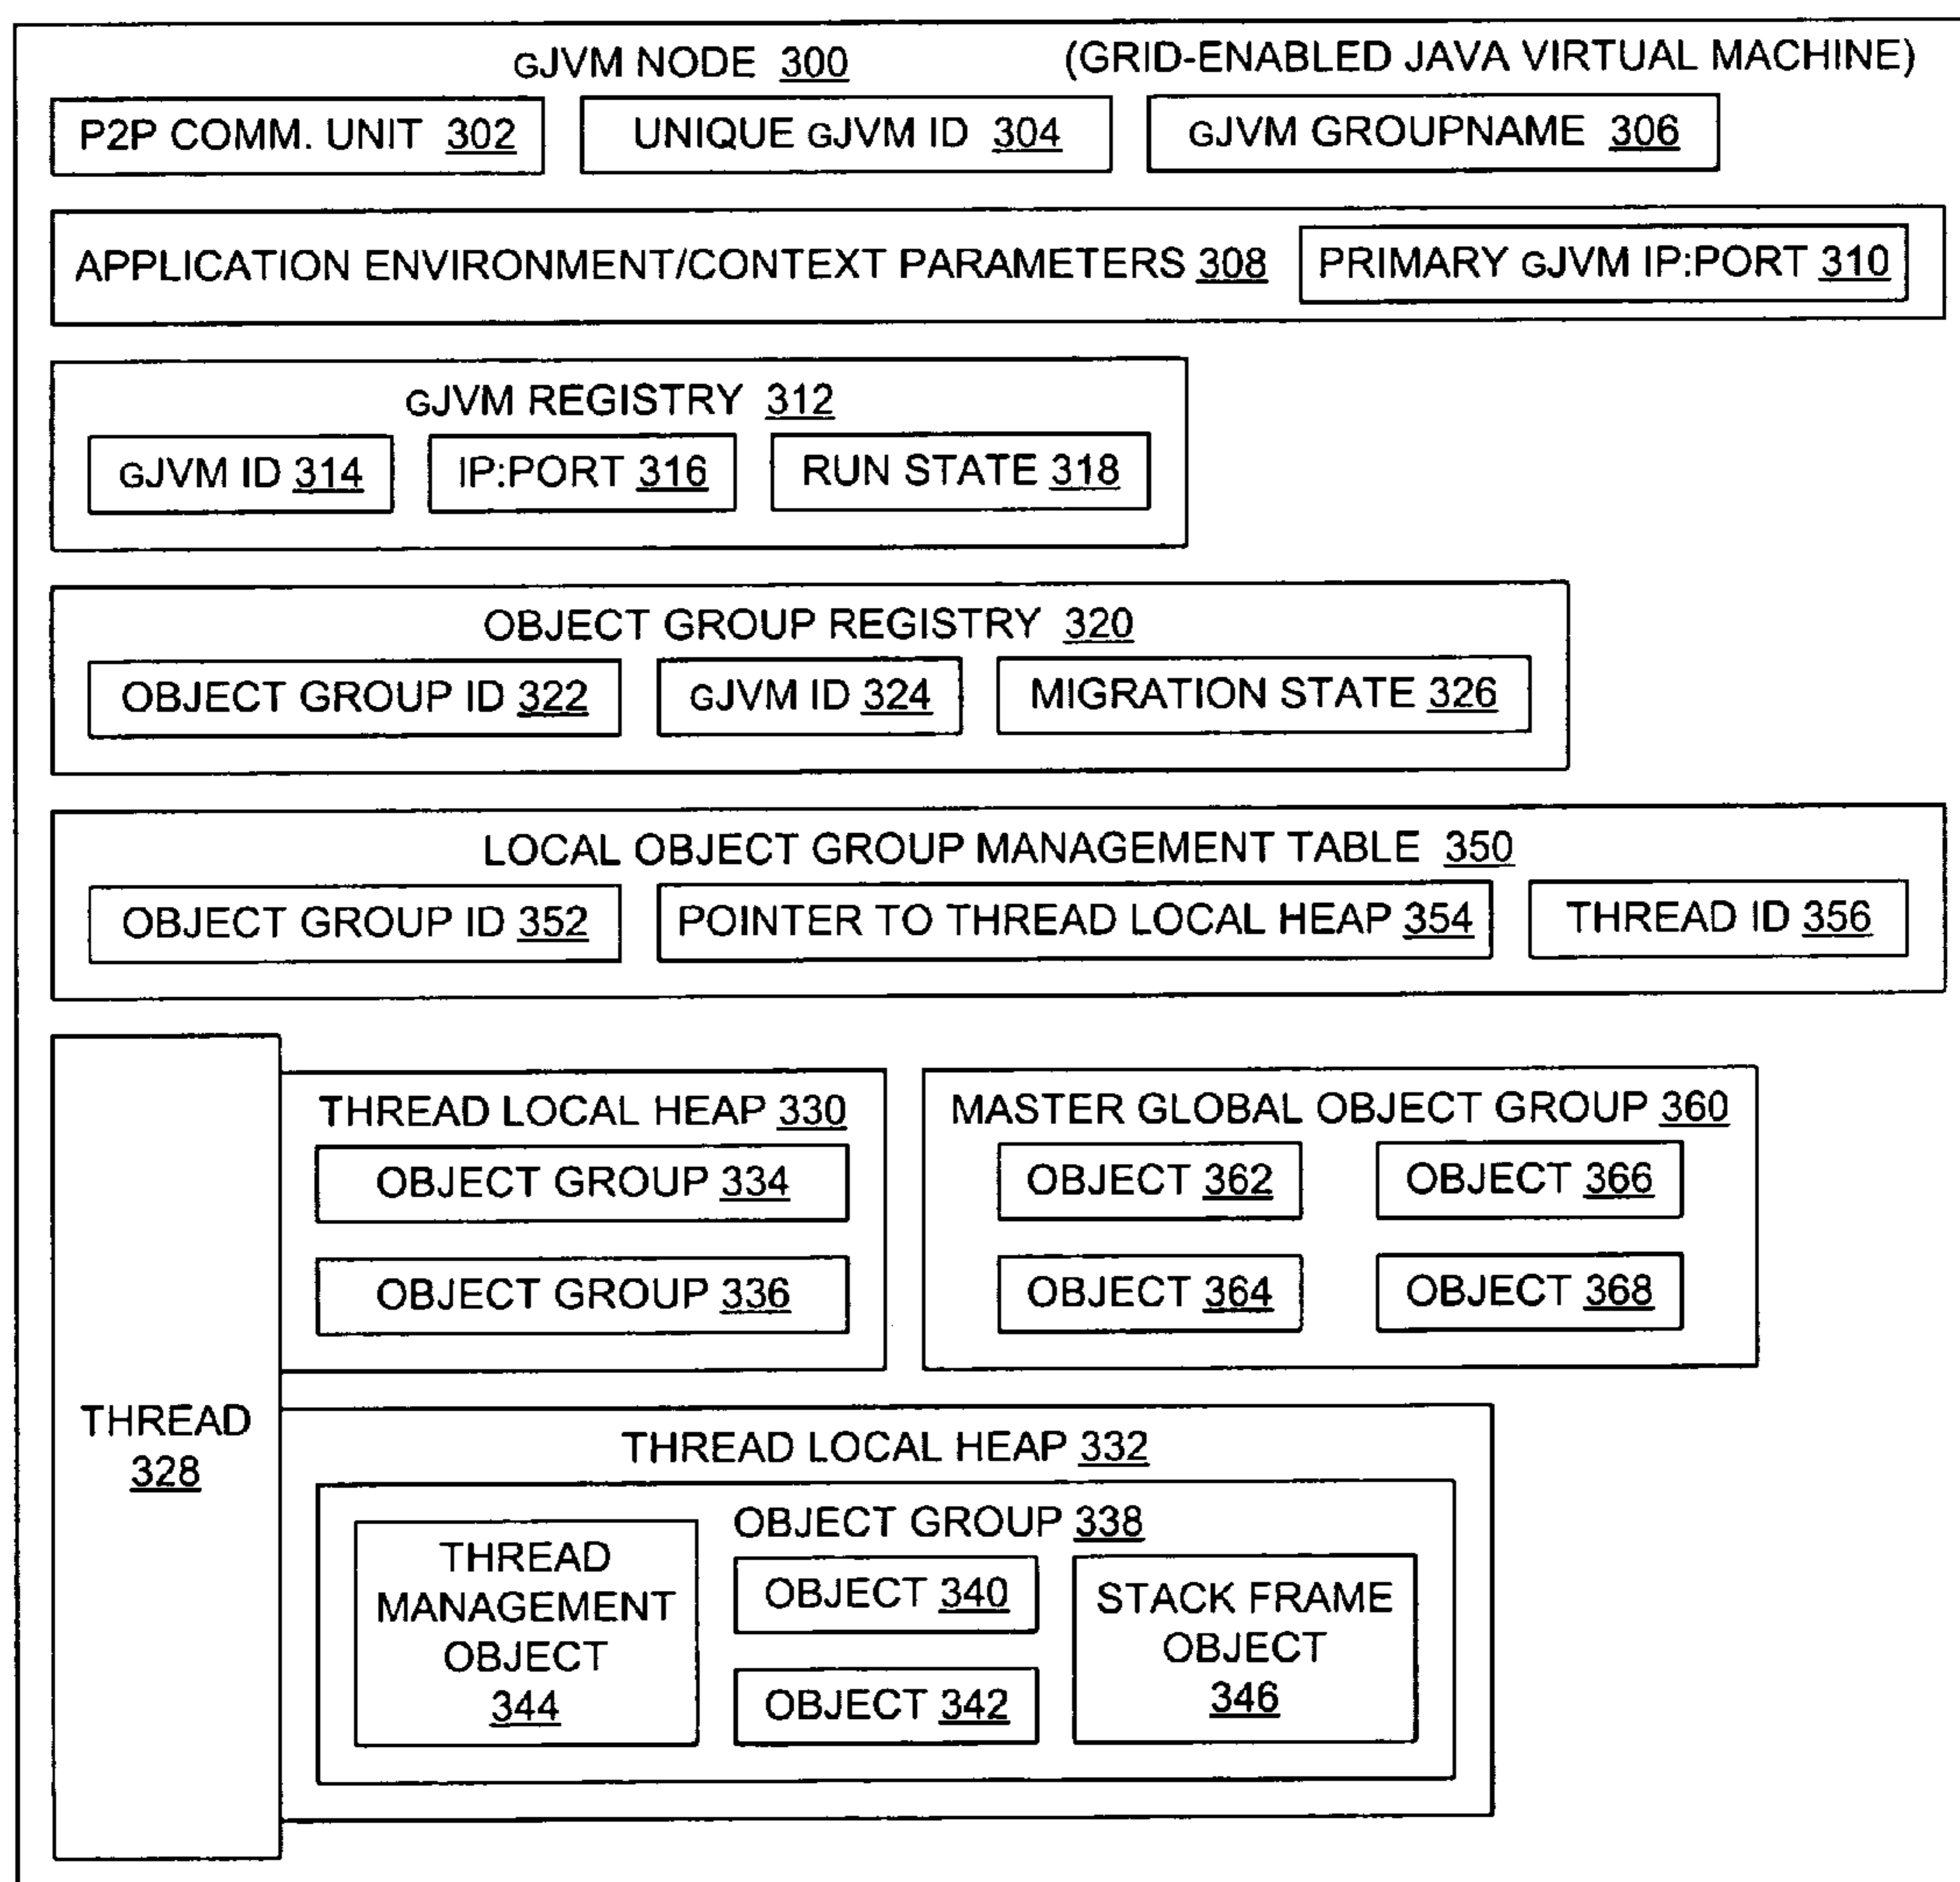 GJVM NODE 300 (GRID-ENABLED JAVA VIRTUAL MACHINE)
P2P COMM. UNIT 302
UNIQUE GJVM ID 304
GJVM GROUPNAME 306
APPLICATION ENVIRONMENT/CONTEXT PARAMETERS 308
PRIMARY GJVM IP:PORT 310
GJVM REGISTRY 312
GJVM ID 314
IP:PORT 316
RUN STATE 318
OBJECT GROUP REGISTRY 320
OBJECT GROUP ID 322
GJVM ID 324
MIGRATION STATE 326
LOCAL OBJECT GROUP MANAGEMENT TABLE 350
OBJECT GROUP ID 352
POINTER TO THREAD LOCAL HEAP 354
THREAD ID 356
THREAD
328
THREAD LOCAL HEAP 330
OBJECT GROUP 334
OBJECT GROUP 336
MASTER GLOBAL OBJECT GROUP 360
OBJECT 362
OBJECT 366
OBJECT 364
OBJECT 368
THREAD LOCAL HEAP 332
OBJECT GROUP 338
THREAD
MANAGEMENT
OBJECT
344
OBJECT 340
OBJECT 342
STACK FRAME
OBJECT
346